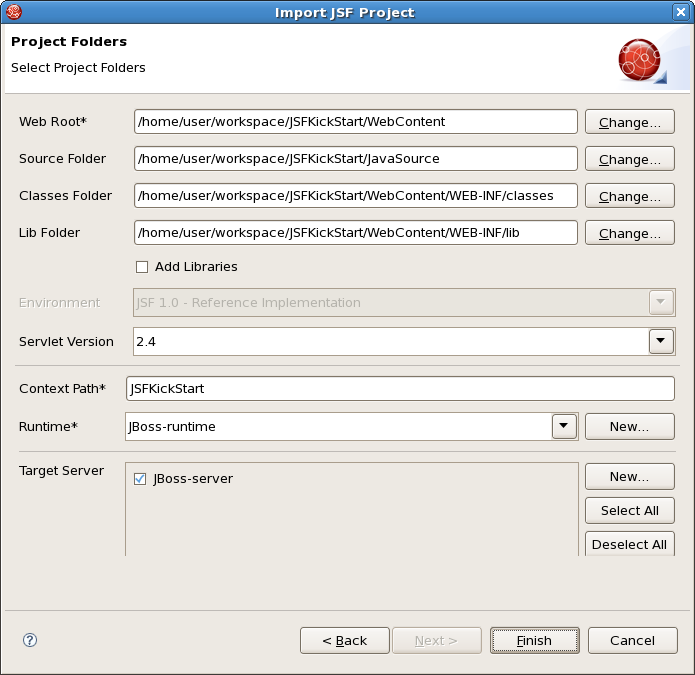 Import JSF Project
Project Folders
Select Project Folders
Web Root* /home/user/workspace/JSFKickStart/WebContent Change...
Source Folder /home/user/workspace/JSFKickStart/JavaSource Change...
Classes Folder /home/user/workspace/JSFKickStart/WebContent/WEB-INF/classes Change...
Lib Folder /home/user/workspace/JSFKickStart/WebContent/WEB-INF/lib Change...
Add Libraries
Environment JSF 1.0 - Reference Implementation
Servlet Version 2.4
Context Path* JSFKickStart
Runtime* JBoss-runtime New...
Target Server JBoss-server New...
Select All
Deselect All
? < Back Next > Finish Cancel